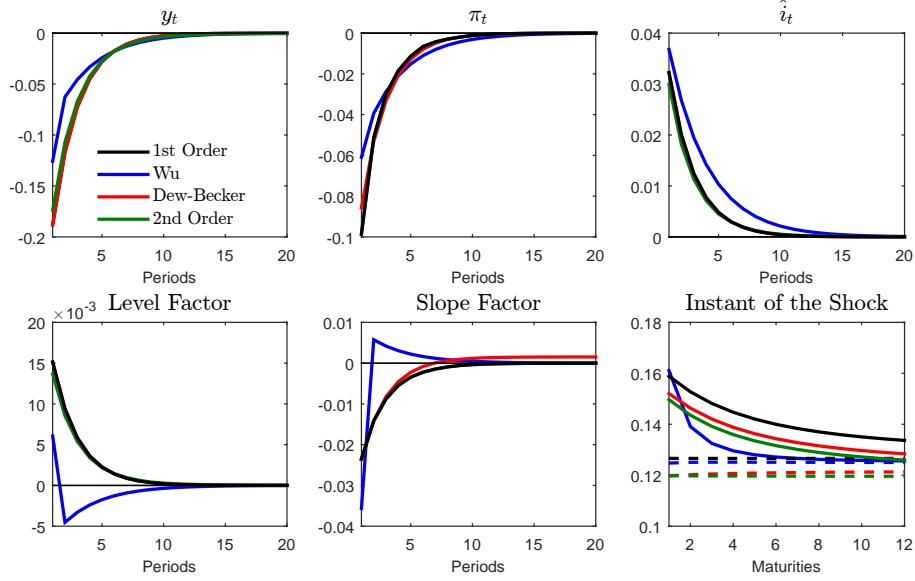 y_t
π_t
î_t
0
-0.05
-0.1
-0.15
-0.2
1st Order
Wu
Dew-Becker
2nd Order
5 10 15 20
Periods
0
-0.02
-0.04
-0.06
-0.08
-0.1
5 10 15 20
Periods
0.04
0.03
0.02
0.01
0
5 10 15 20
Periods
Level Factor
20 × 10^-3
15
10
5
0
-5
5 10 15 20
Periods
Slope Factor
0.01
0
-0.01
-0.02
-0.03
-0.04
5 10 15 20
Periods
Instant of the Shock
0.18
0.16
0.14
0.12
0.1
2 4 6 8 10 12
Maturities